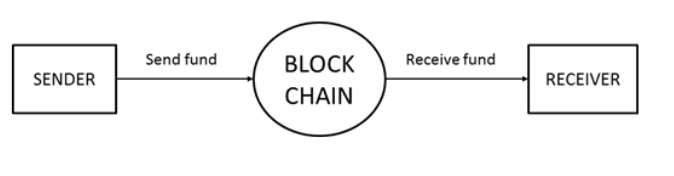 SENDER
Send fund
BLOCK
CHAIN
Receive fund
RECEIVER